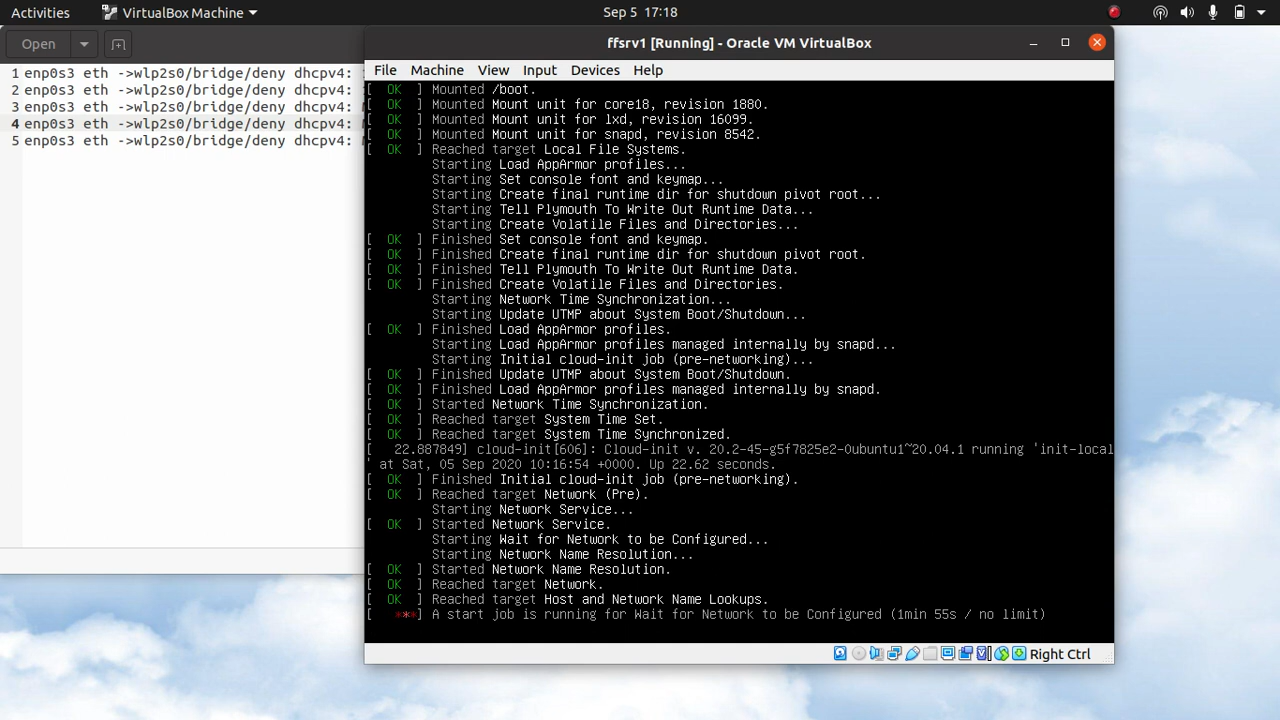 Activities VirtualBox Machine Sep 5 17:18
Open
ffsrv1 [Running] - Oracle VM VirtualBox
File Machine View Input Devices Help
1 enp0s3 eth ->wlp2s0/bridge/deny dhcpv4:
2 enp0s3 eth ->wlp2s0/bridge/deny dhcpv4:
3 enp0s3 eth ->wlp2s0/bridge/deny dhcpv4:
4 enp0s3 eth ->wlp2s0/bridge/deny dhcpv4:
5 enp0s3 eth ->wlp2s0/bridge/deny dhcpv4:
[ OK ] Mounted /boot.
[ OK ] Mounted Mount unit for core18, revision 1880.
[ OK ] Mounted Mount unit for lxd, revision 16099.
[ OK ] Mounted Mount unit for snapd, revision 8542.
[ OK ] Reached target Local File Systems.
Starting Load AppArmor profiles...
Starting Set console font and keymap...
Starting Create final runtime dir for shutdown pivot root...
Starting Tell Plymouth To Write Out Runtime Data...
Starting Create Volatile Files and Directories...
[ OK ] Finished Set console font and keymap.
[ OK ] Finished Create final runtime dir for shutdown pivot root.
[ OK ] Finished Tell Plymouth To Write Out Runtime Data.
[ OK ] Finished Create Volatile Files and Directories.
Starting Network Time Synchronization...
Starting Update UTMP about System Boot/Shutdown...
[ OK ] Finished Load AppArmor profiles.
Starting Load AppArmor profiles managed internally by snapd...
Starting Initial cloud-init job (pre-networking)...
[ OK ] Finished Update UTMP about System Boot/Shutdown.
[ OK ] Finished Load AppArmor profiles managed internally by snapd.
[ OK ] Started Network Time Synchronization.
[ OK ] Reached target System Time Set.
[ OK ] Reached target System Time Synchronized.
[ 22.887849] cloud-init[606]: Cloud-init v. 20.2-45-g5f7825e2-0ubuntu1~20.04.1 running 'init-local
' at Sat, 05 Sep 2020 10:16:54 +0000. Up 22.62 seconds.
[ OK ] Finished Initial cloud-init job (pre-networking).
[ OK ] Reached target Network (Pre).
Starting Network Service...
[ OK ] Started Network Service.
Starting Wait for Network to be Configured...
Starting Network Name Resolution...
[ OK ] Started Network Name Resolution.
[ OK ] Reached target Network.
[ OK ] Reached target Host and Network Name Lookups.
[ ***] A start job is running for Wait for Network to be Configured (1min 55s / no limit)
Right Ctrl